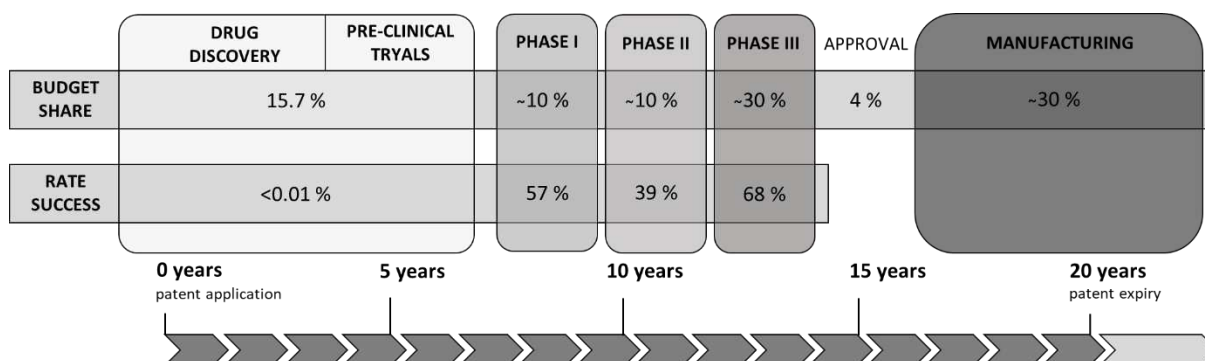 DRUG
DISCOVERY
PRE-CLINICAL
TRYALS
PHASE I
PHASE II
PHASE III
APPROVAL
MANUFACTURING
BUDGET
SHARE
15.7 %
~10 %
~10 %
~30 %
4 %
~30 %
RATE
SUCCESS
<0.01 %
57 %
39 %
68 %
0 years
patent application
5 years
10 years
15 years
20 years
patent expiry